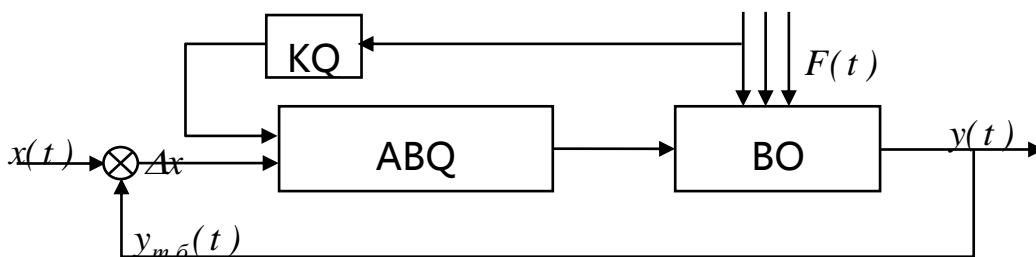 KQ
F(t)
x(t)
Δx
ABQ
BO
y(t)
y_{т.б}(t)